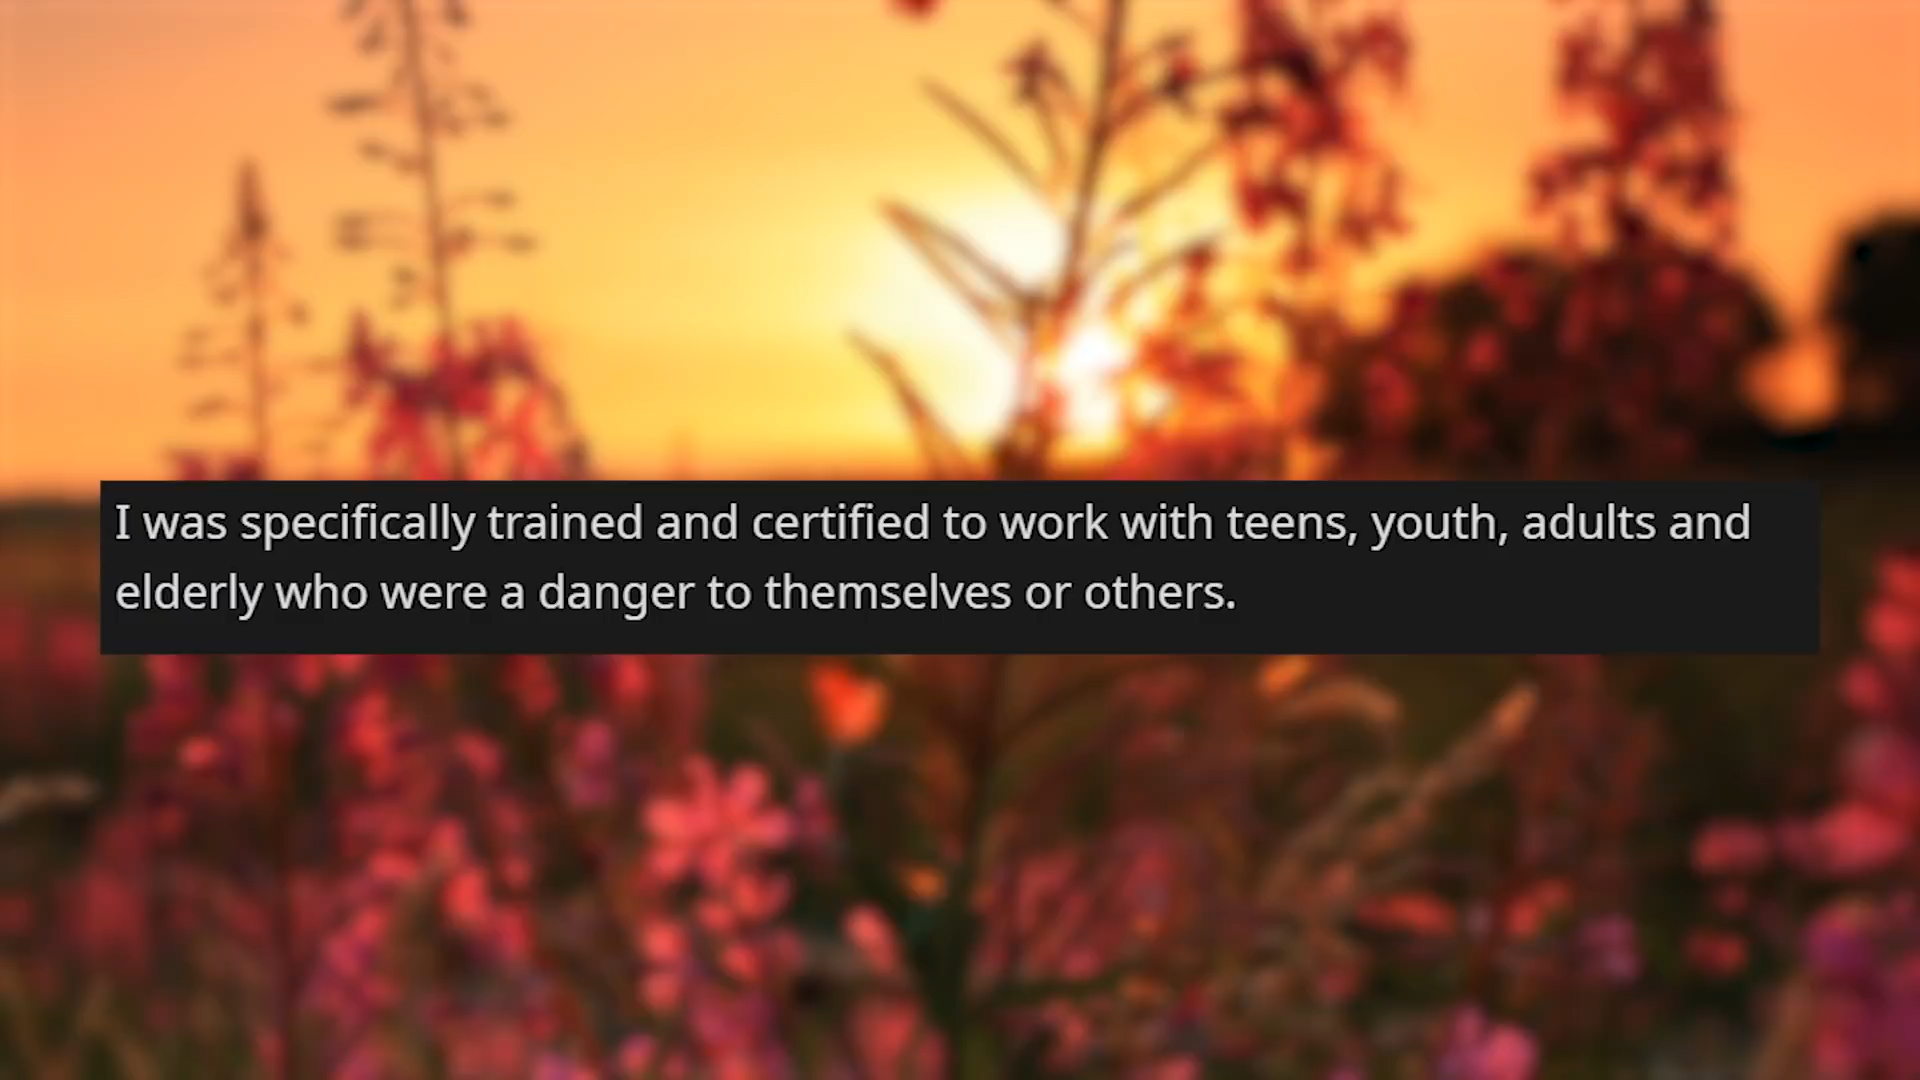 I was specifically trained and certified to work with teens, youth, adults and
elderly who were a danger to themselves or others.